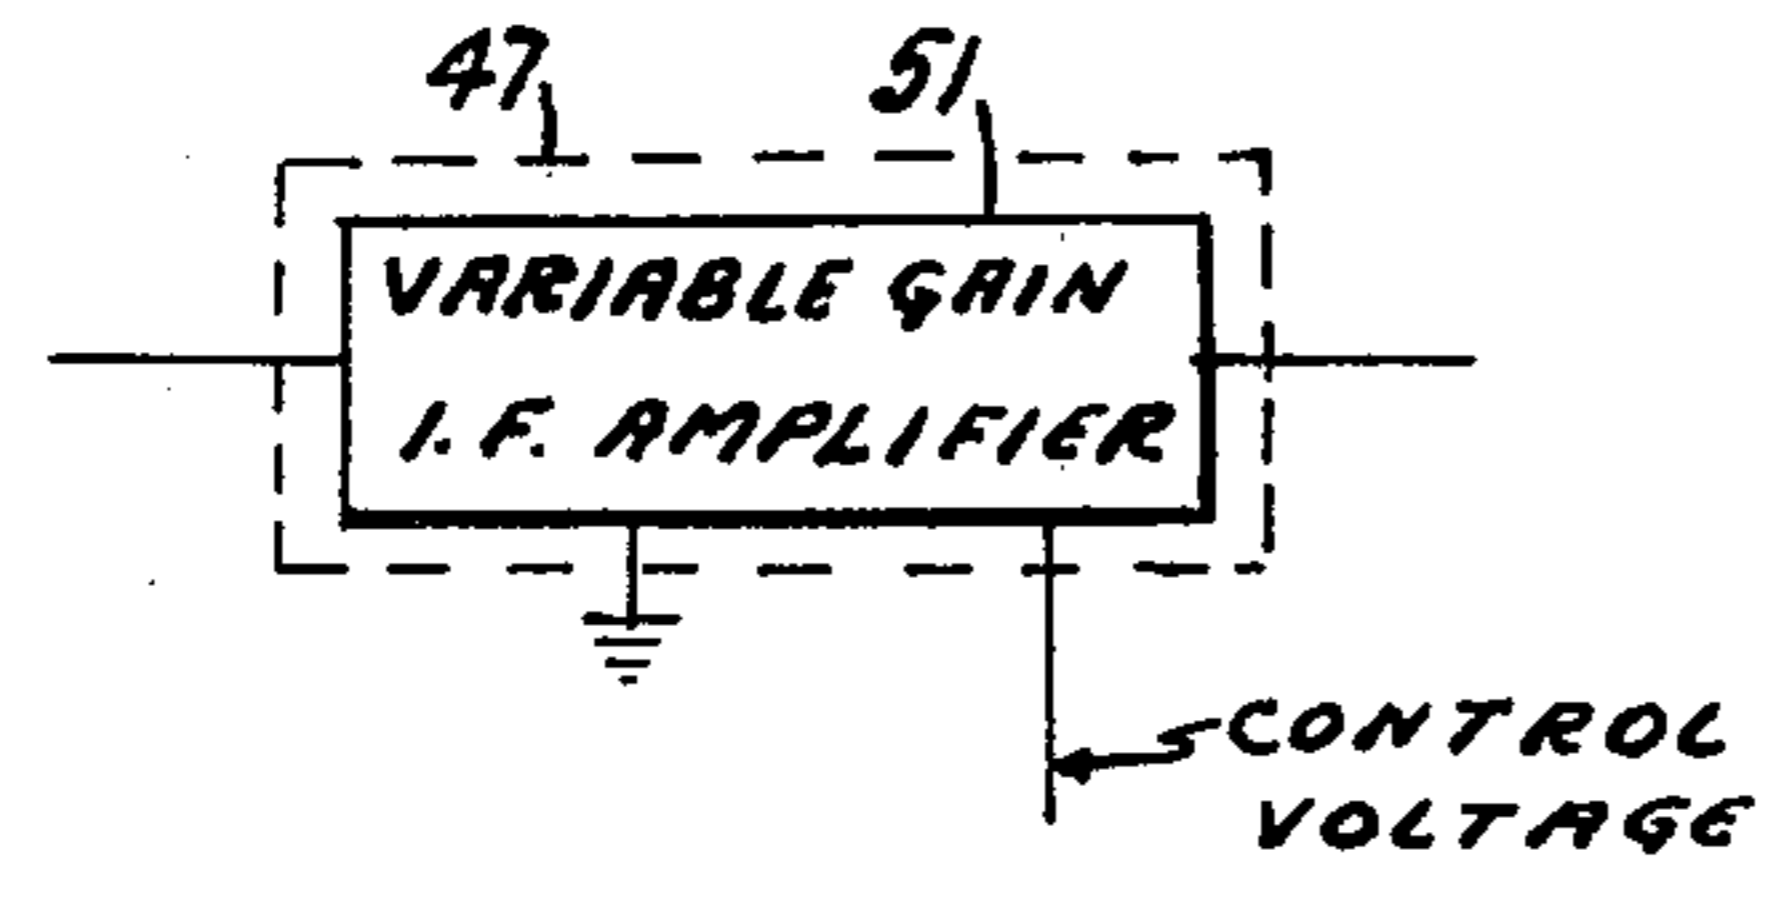 47
51
VARIABLE GAIN
I.F. AMPLIFIER
CONTROL
VOLTAGE